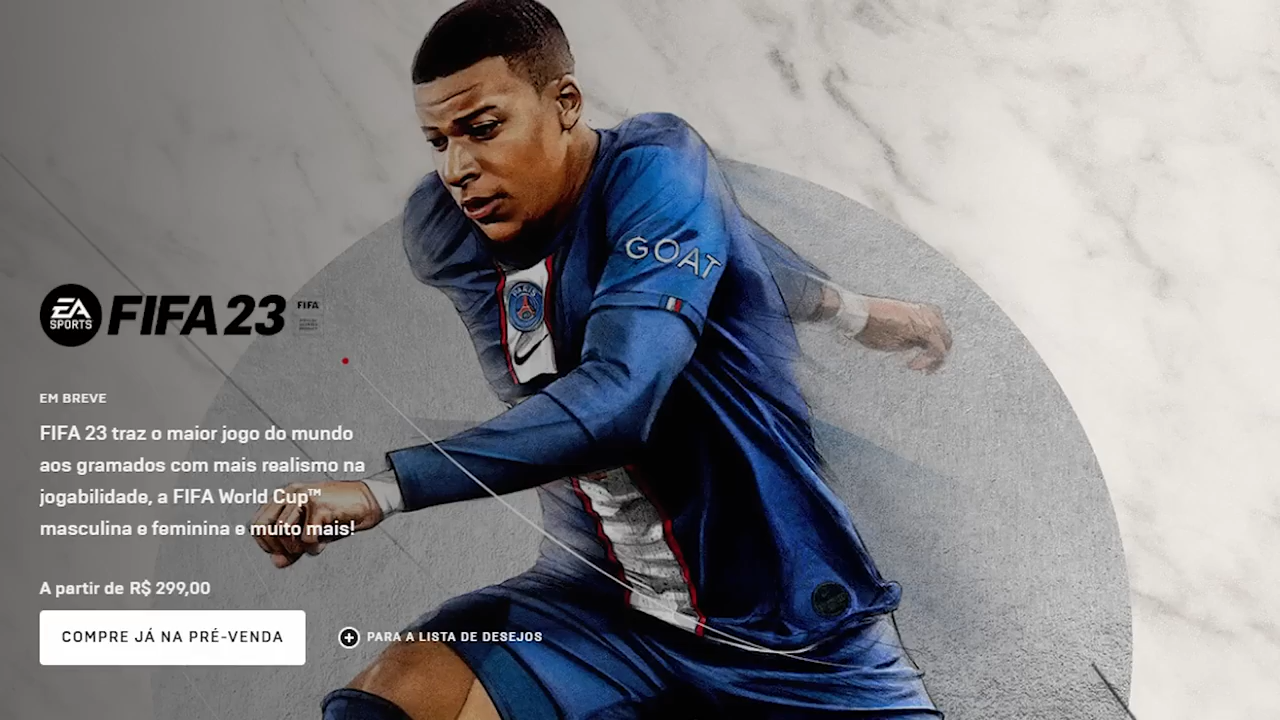 GOAT
PARIS
EA
SPORTS
FIFA 23
FIFA
EM BREVE
FIFA 23 traz o maior jogo do mundo
aos gramados com mais realismo na
jogabilidade, a FIFA World Cup™
masculina e feminina e muito mais!
A partir de R$ 299,00
COMPRE JÁ NA PRÉ-VENDA
PARA A LISTA DE DESEJOS